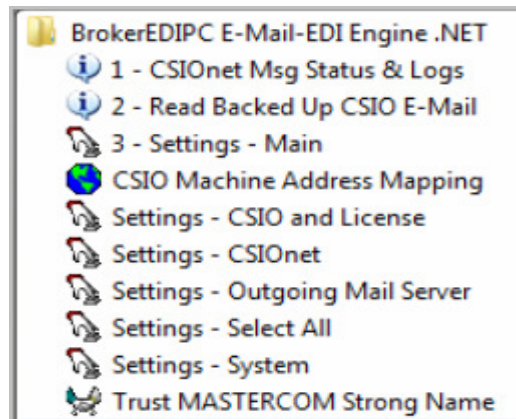 BrokerEDIPC E-Mail-EDI Engine .NET
1 - CSIOnet Msg Status & Logs
2 - Read Backed Up CSIO E-Mail
3 - Settings - Main
CSIO Machine Address Mapping
Settings - CSIO and License
Settings - CSIOnet
Settings - Outgoing Mail Server
Settings - Select All
Settings - System
Trust MASTERCOM Strong Name